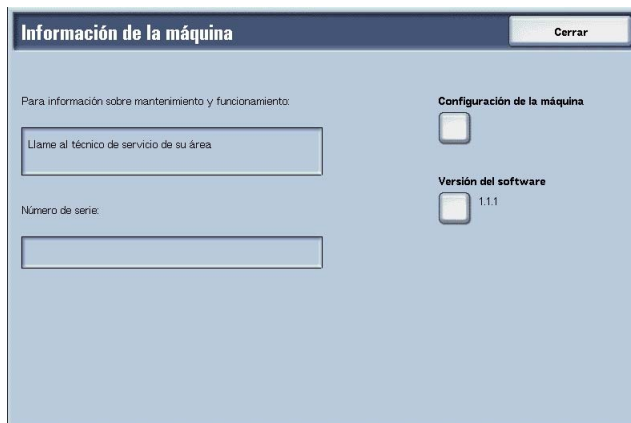 Información de la máquina
Cerrar
Para información sobre mantenimiento y funcionamiento:
Llame al técnico de servicio de su área
Número de serie:
Configuración de la máquina
Versión del software
1.1.1